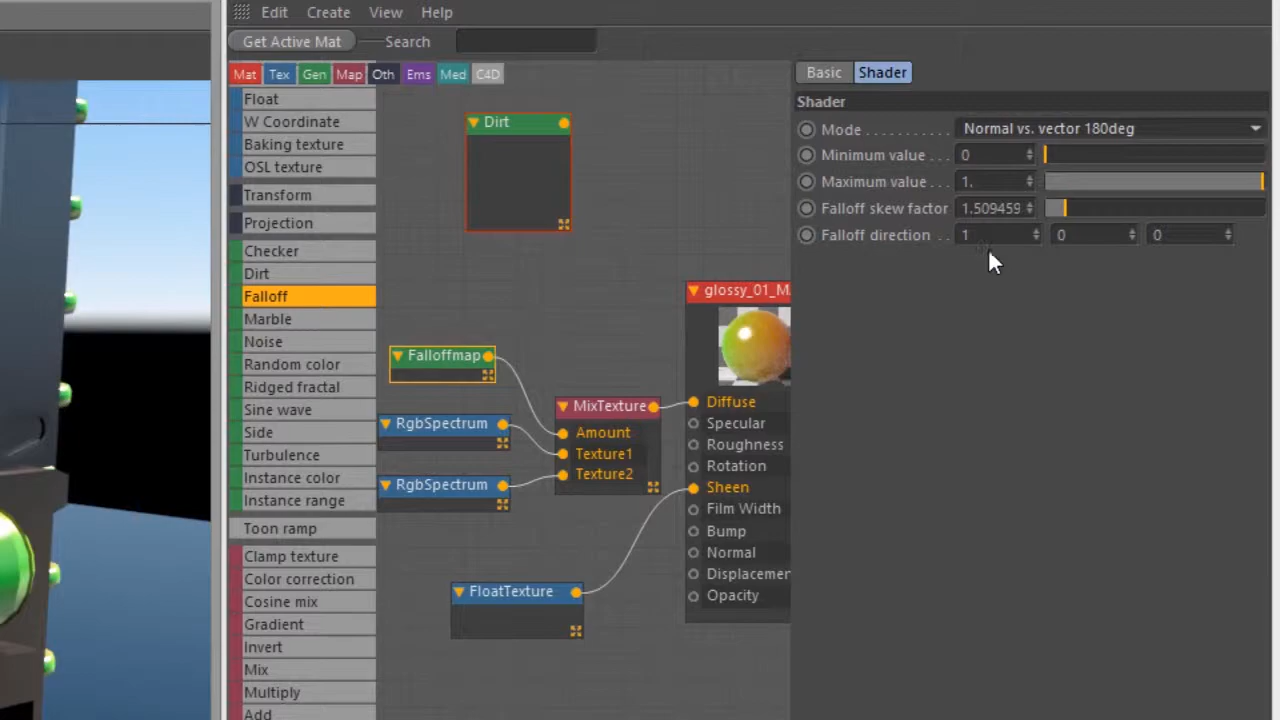 Edit Create View Help
Get Active Mat Search
Mat Tex Gen Map Oth Ems Med C4D
Float
W Coordinate
Baking texture
OSL texture
Transform
Projection
Checker
Dirt
Falloff
Marble
Noise
Random color
Ridged fractal
Sine wave
Side
Turbulence
Instance color
Instance range
Toon ramp
Clamp texture
Color correction
Cosine mix
Gradient
Invert
Mix
Multiply
Add
Dirt
Falloffmap
RgbSpectrum
RgbSpectrum
MixTexture
Amount
Texture1
Texture2
FloatTexture
glossy_01_M
Diffuse
Specular
Roughness
Rotation
Sheen
Film Width
Bump
Normal
Displacemen
Opacity
Basic Shader
Shader
Mode . . . . . . . . . . . Normal vs. vector 180deg
Minimum value . . . 0
Maximum value . . . 1.
Falloff skew factor 1.509459
Falloff direction . . 1 0 0